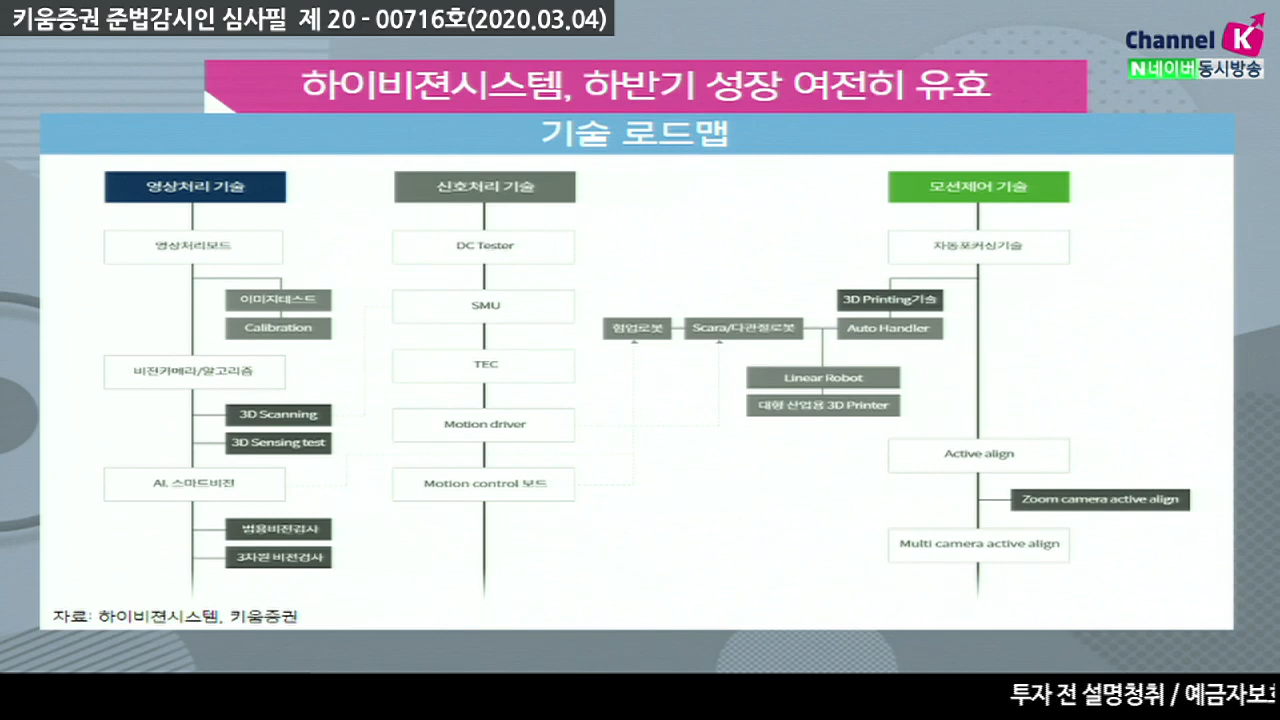 키움증권 준법감시인 심사필 제 20 - 00716호(2020.03.04)
Channel K
N 네이버 동시방송
하이비젼시스템, 하반기 성장 여전히 유효
기술 로드맵
영상처리 기술
영상처리보드
이미지테스트
Calibration
비전카메라/알고리즘
3D Scanning
3D Sensing test
AI. 스마트비전
범용비전검사
3차원 비전검사
신호처리 기술
DC Tester
SMU
TEC
Motion driver
Motion control 보드
협업로봇
Scara/다관절로봇
모션제어 기술
자동포커싱기술
3D Printing기술
Auto Handler
Linear Robot
대형 산업용 3D Printer
Active align
Zoom camera active align
Multi camera active align
자료: 하이비젼시스템, 키움증권
투자 전 설명청취 / 예금자보호